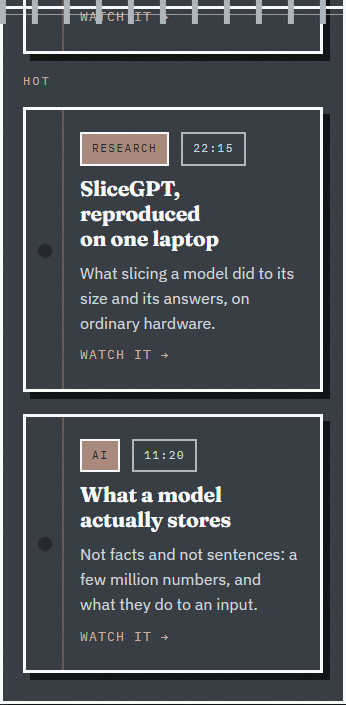 WATCH IT →
HOT
RESEARCH 22:15
SliceGPT,
reproduced
on one laptop
What slicing a model did to its
size and its answers, on
ordinary hardware.
WATCH IT →
AI 11:20
What a model
actually stores
Not facts and not sentences: a
few million numbers, and
what they do to an input.
WATCH IT →